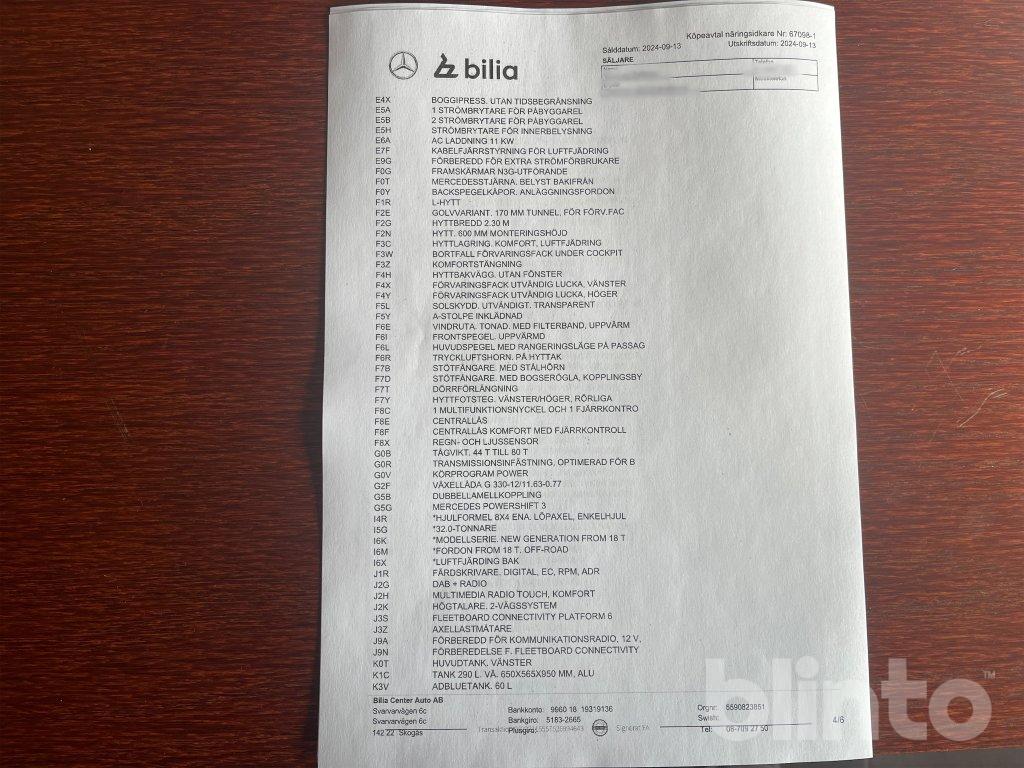 Köpeavtal näringsidkare Nr: 67098-1
Sålddatum: 2024-09-13
Utskriftsdatum: 2024-09-13
SÄLJARE
Telefon
bilia
E4X BOGGIPRESS. UTAN TIDSBEGRÄNSNING
E5A 1 STRÖMBRYTARE FÖR PÅBYGGAREL
E5B 2 STRÖMBRYTARE FÖR PÅBYGGAREL
E5H STRÖMBRYTARE FÖR INNERBELYSNING
E6A AC LADDNING 11 KW
E7F KABELFJÄRRSTYRNING FÖR LUFTFJÄDRING
E9G FÖRBEREDD FÖR EXTRA STRÖMFÖRBRUKARE
F0G FRAMSKÄRMAR N3G-UTFÖRANDE
F0T MERCEDESSTJÄRNA. BELYST BAKIFRÅN
F0Y BACKSPEGELKÅPOR. ANLÄGGNINGSFORDON
F1R L-HYTT
F2E GOLVVARIANT. 170 MM TUNNEL, FÖR FÖRV.FAC
F2G HYTTBREDD 2.30 M
F2N HYTT. 600 MM MONTERINGSHÖJD
F3C HYTTLAGRING. KOMFORT, LUFTFJÄDRING
F3W BORTFALL FÖRVARINGSFACK UNDER COCKPIT
F3Z KOMFORTSTÄNGNING
F4H HYTTBAKVÄGG. UTAN FÖNSTER
F4X FÖRVARINGSFACK UTVÄNDIG LUCKA, VÄNSTER
F4Y FÖRVARINGSFACK UTVÄNDIG LUCKA, HÖGER
F5L SOLSKYDD. UTVÄNDIGT. TRANSPARENT
F5Y A-STOLPE INKLÄDNAD
F6E VINDRUTA. TONAD. MED FILTERBAND, UPPVÄRM
F6I FRONTSPEGEL. UPPVÄRMD
F6L HUVUDSPEGEL MED RANGERINGSLÄGE PÅ PASSAG
F6R TRYCKLUFTSHORN. PÅ HYTTAK
F7B STÖTFÅNGARE. MED STÅLHÖRN
F7D STÖTFÅNGARE. MED BOGSERÖGLA, KOPPLINGSBY
F7T DÖRRFÖRLÄNGNING
F7Y HYTTFOTSTEG. VÄNSTER/HÖGER, RÖRLIGA
F8C 1 MULTIFUNKTIONSNYCKEL OCH 1 FJÄRRKONTRO
F8E CENTRALLÅS
F8F CENTRALLÅS KOMFORT MED FJÄRRKONTROLL
F8X REGN- OCH LJUSSENSOR
G0B TÅGVIKT. 44 T TILL 80 T
G0R TRANSMISSIONSINFÄSTNING, OPTIMERAD FÖR B
G0V KÖRPROGRAM POWER
G2F VÄXELLÅDA G 330-12/11.63-0.77
G5B DUBBELLAMELLKOPPLING
G5G MERCEDES POWERSHIFT 3
I4R *HJULFORMEL 8X4 ENA. LÖPAXEL, ENKELHJUL
I5G *32.0-TONNARE
I6K *MODELLSERIE. NEW GENERATION FROM 18 T
I6M *FORDON FROM 18 T. OFF-ROAD
I6X *LUFTFJÄRDING BAK
J1R FÄRDSKRIVARE. DIGITAL, EC, RPM, ADR
J2G DAB + RADIO
J2H MULTIMEDIA RADIO TOUCH, KOMFORT
J2K HÖGTALARE. 2-VÄGSSYSTEM
J3S FLEETBOARD CONNECTIVITY PLATFORM 6
J3Z AXELLASTMÄTARE
J9A FÖRBEREDD FÖR KOMMUNIKATIONSRADIO, 12 V,
J9N FÖRBEREDELSE F. FLEETBOARD CONNECTIVITY
K0T HUVUDTANK, VÄNSTER
K1C TANK 290 L. VÄ. 650X565X950 MM, ALU
K3V ADBLUETANK. 60 L
Bilia Center Auto AB
Svarvarvägen 6c
Svarvarvägen 6c
142 22 Skogås
Bankkonto: 9960 18 19319136
Bankgiro: 5183-2665
Plusgiro:
Orgnr: 5590823851
Swish:
Tel: 08-709 27 50
Signerat
4/6
blinto™